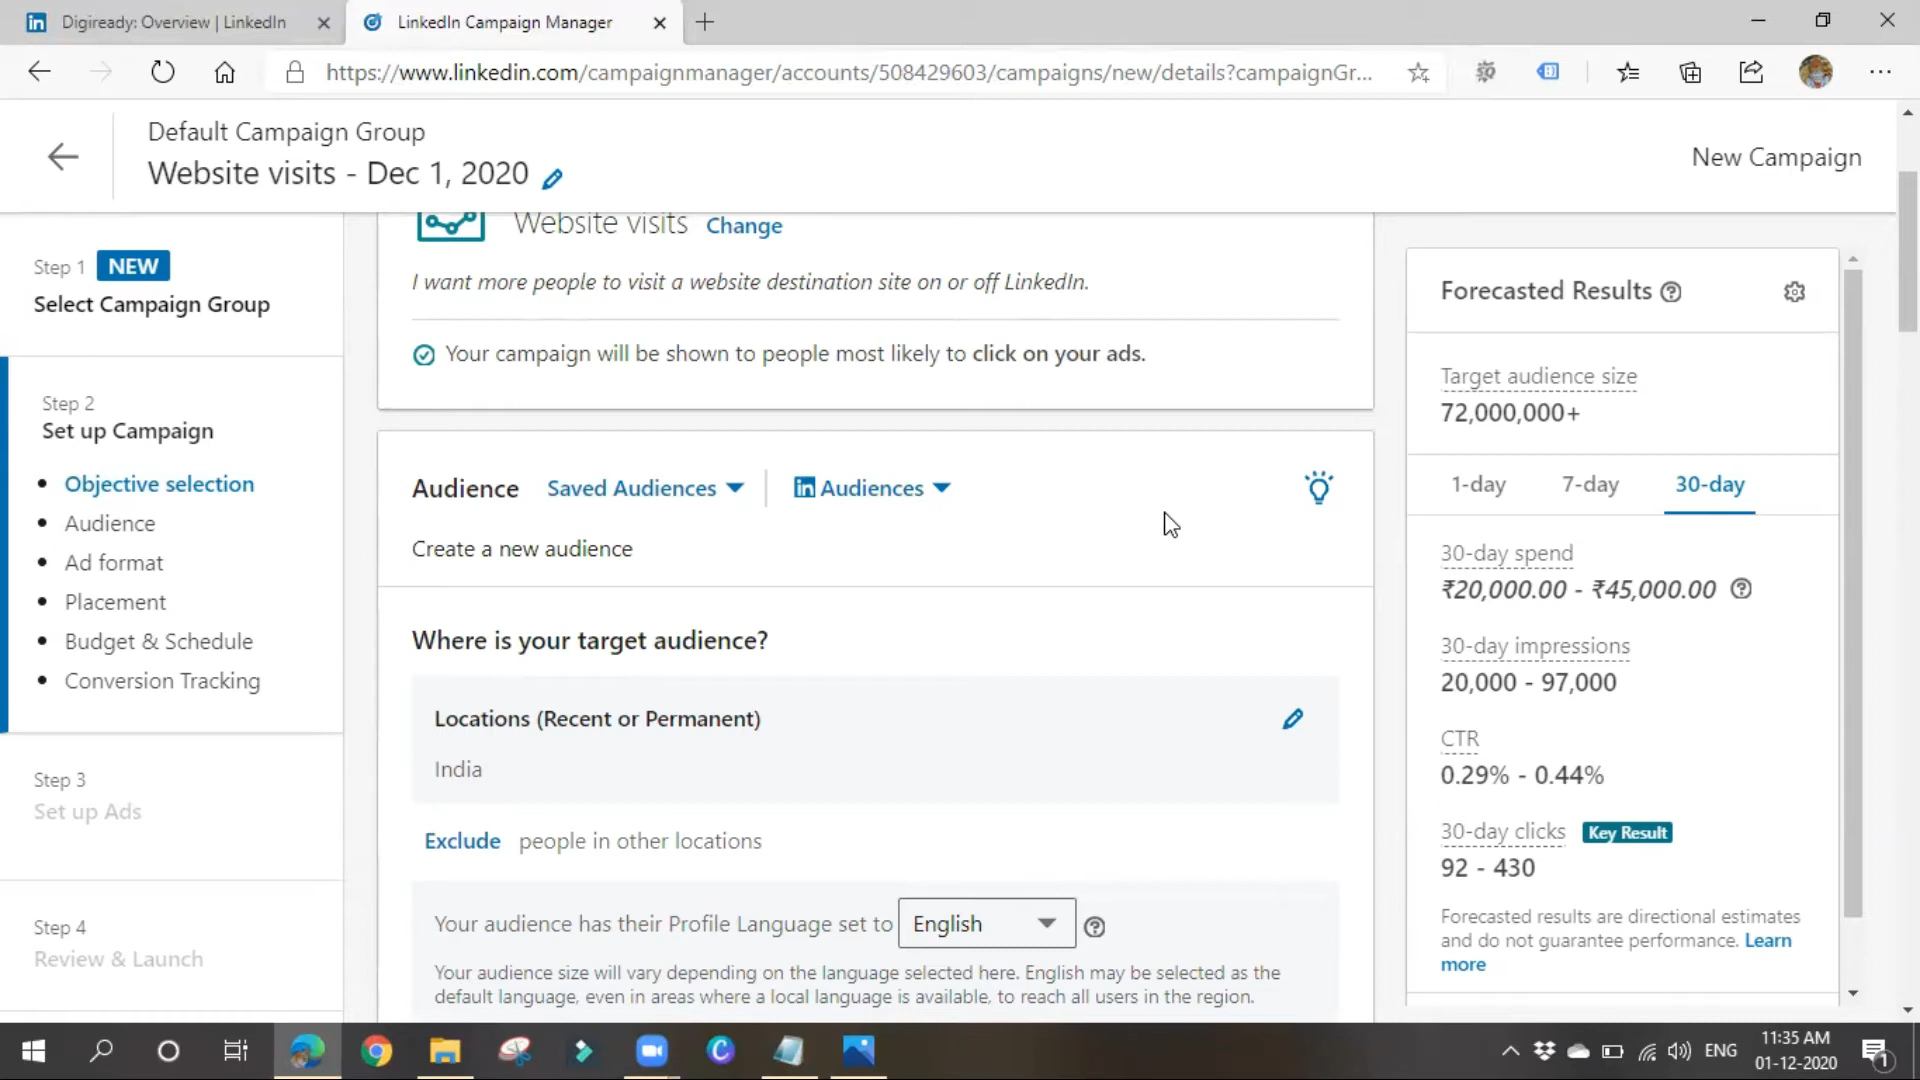 Digiready: Overview | LinkedIn
LinkedIn Campaign Manager
https://www.linkedin.com/campaignmanager/accounts/508429603/campaigns/new/details?campaignGr...
Default Campaign Group
Website visits - Dec 1, 2020
New Campaign
Step 1 NEW
Select Campaign Group
Step 2
Set up Campaign
Objective selection
Audience
Ad format
Placement
Budget & Schedule
Conversion Tracking
Step 3
Set up Ads
Step 4
Review & Launch
Website visits Change
I want more people to visit a website destination site on or off LinkedIn.
Your campaign will be shown to people most likely to click on your ads.
Audience Saved Audiences in Audiences
Create a new audience
Where is your target audience?
Locations (Recent or Permanent)
India
Exclude people in other locations
Your audience has their Profile Language set to English
Your audience size will vary depending on the language selected here. English may be selected as the
default language, even in areas where a local language is available, to reach all users in the region.
Forecasted Results
Target audience size
72,000,000+
1-day 7-day 30-day
30-day spend
₹20,000.00 - ₹45,000.00
30-day impressions
20,000 - 97,000
CTR
0.29% - 0.44%
30-day clicks Key Result
92 - 430
Forecasted results are directional estimates
and do not guarantee performance. Learn
more
ENG
11:35 AM
01-12-2020
1